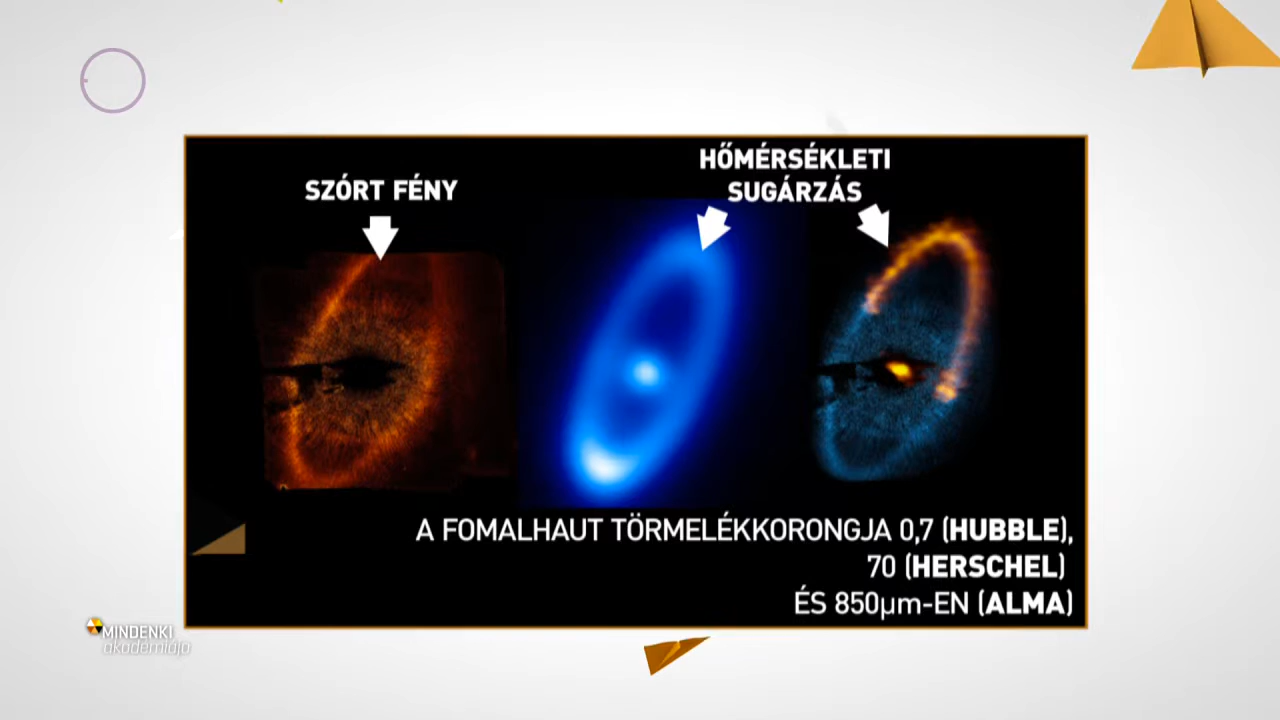 HŐMÉRSÉKLETI
SUGÁRZÁS
SZÓRT FÉNY
A FOMALHAUT TÖRMELÉKKORONGJA 0,7 (HUBBLE),
70 (HERSCHEL)
ÉS 850µm-EN (ALMA)
MINDENKI
akadémiája